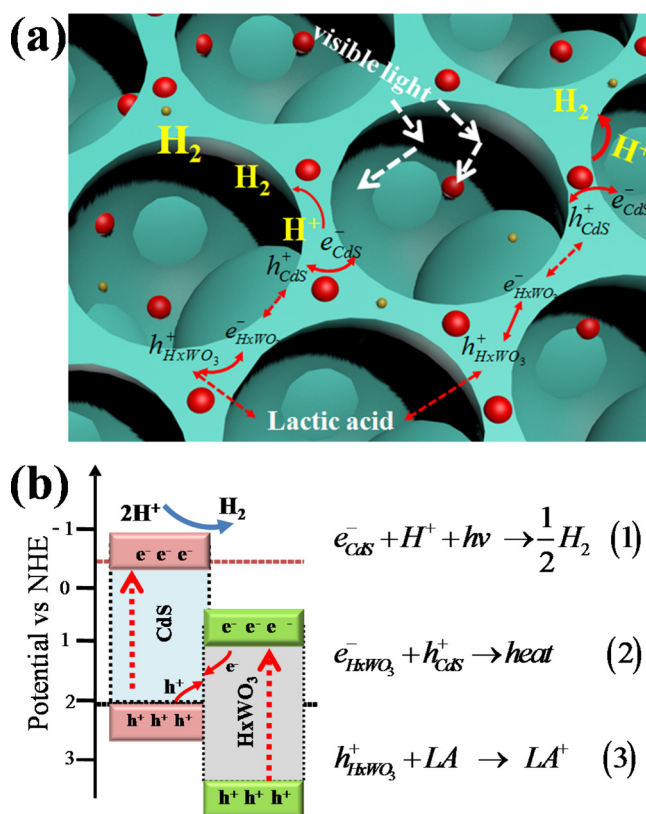 (a)
visible light
H₂
H⁺
H₂
H₂
H⁺
e⁻CdS
h⁺CdS
e⁻HxWO₃
h⁺HxWO₃
h⁺CdS
e⁻CdS
e⁻HxWO₃
h⁺HxWO₃
Lactic acid
(b)
Potential vs NHE
-1
0
1
2
3
2H⁺ H₂
e⁻ e⁻ e⁻
CdS
h⁺
h⁺ h⁺ h⁺
e⁻ e⁻ e⁻
e⁻
HxWO₃
h⁺ h⁺ h⁺
e⁻CdS + H⁺ + hν → 1/2 H₂ (1)
e⁻HxWO₃ + h⁺CdS → heat (2)
h⁺HxWO₃ + LA → LA⁺ (3)